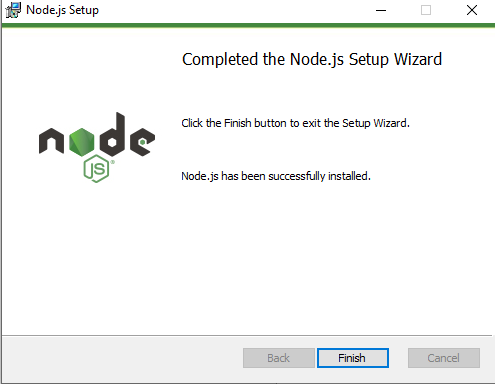 Node.js Setup
Completed the Node.js Setup Wizard
Click the Finish button to exit the Setup Wizard.
node
JS
®
Node.js has been successfully installed.
Back
Finish
Cancel